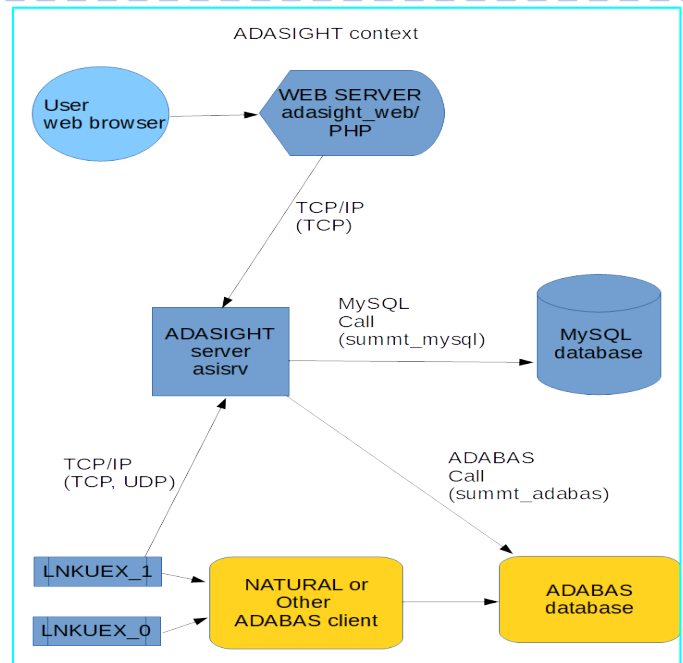 ADASIGHT context
User
web browser
WEB SERVER
adasight_web/
PHP
TCP/IP
(TCP)
ADASIGHT
server
asisrv
MySQL
Call
(summt_mysql)
MySQL
database
TCP/IP
(TCP, UDP)
ADABAS
Call
(summt_adabas)
LNKUEX_1
LNKUEX_0
NATURAL or
Other
ADABAS client
ADABAS
database